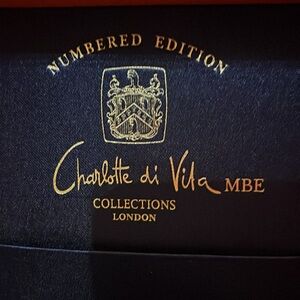 NUMBERED EDITION
Charlotte di Vita MBE
COLLECTIONS
LONDON